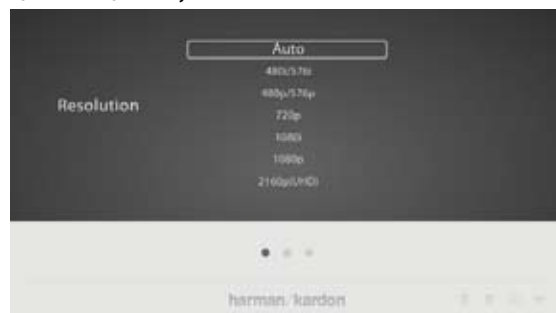 Auto
480i/576i
480p/576p
Resolution
720p
1080i
1080p
2160p(UHD)
harman/kardon